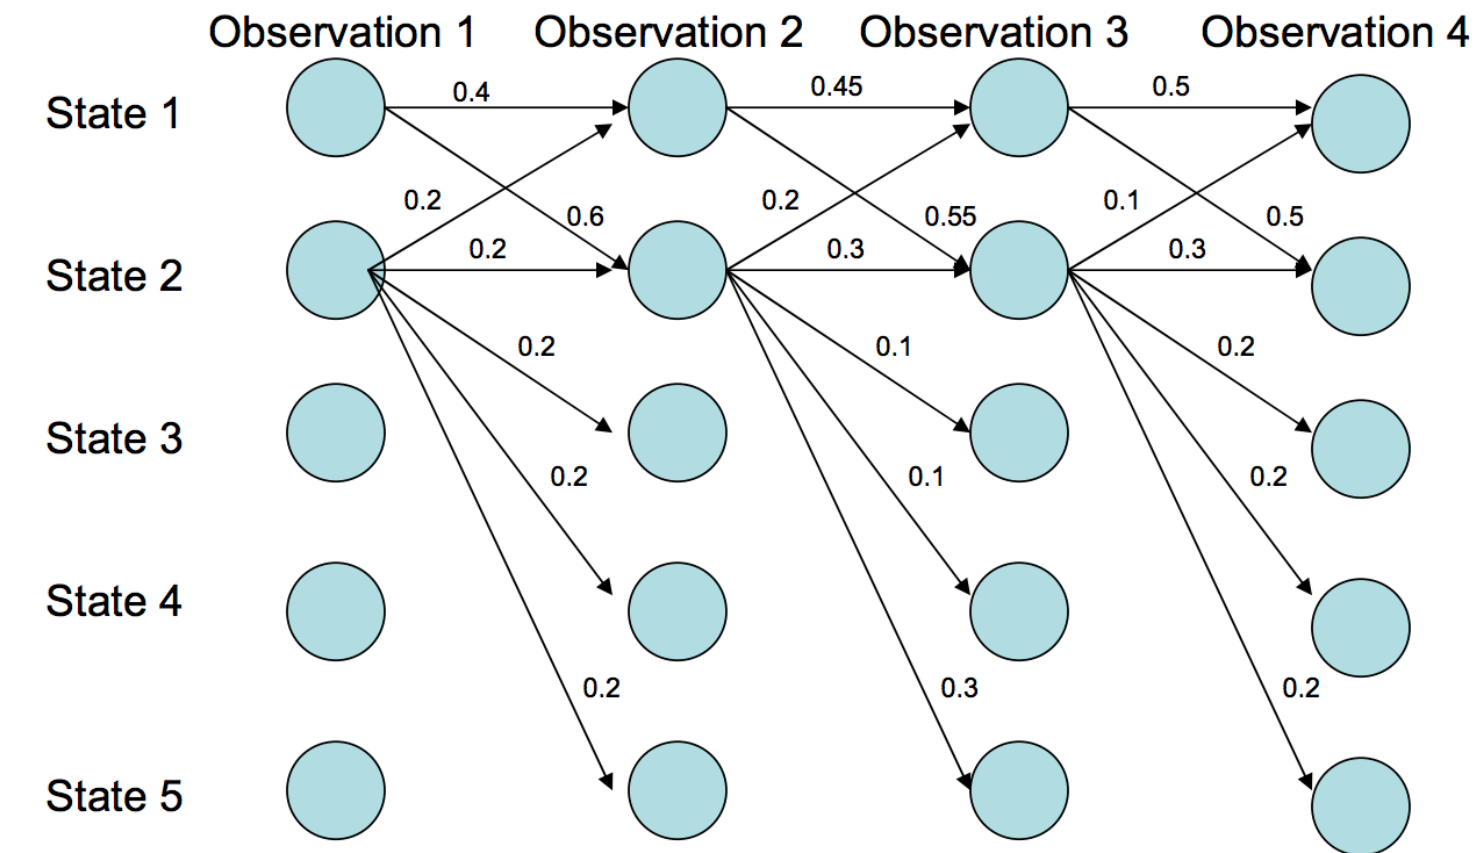 Observation 1 Observation 2 Observation 3 Observation 4
State 1
0.4 0.45 0.5
0.2 0.6 0.2 0.55 0.1 0.5
State 2
0.2 0.3 0.3
0.2 0.1 0.2
State 3
0.2 0.1 0.2
State 4
0.2 0.3 0.2
State 5